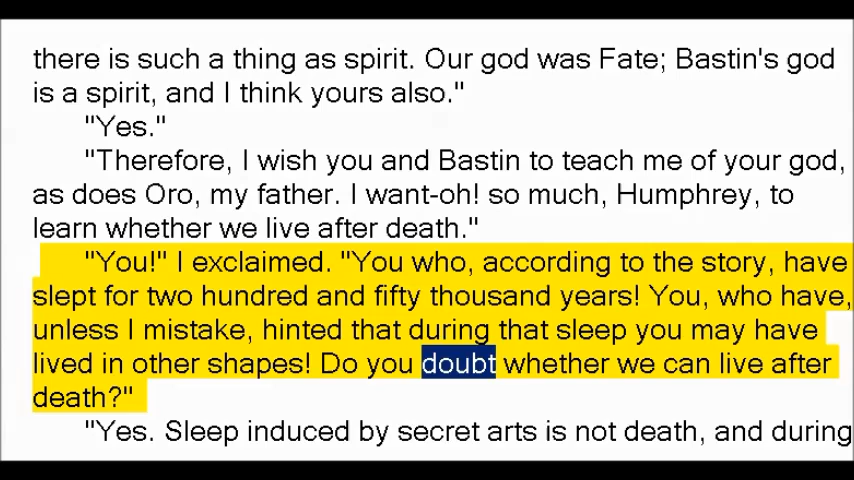 there is such a thing as spirit. Our god was Fate; Bastin's god
is a spirit, and I think yours also."
"Yes."
"Therefore, I wish you and Bastin to teach me of your god,
as does Oro, my father. I want-oh! so much, Humphrey, to
learn whether we live after death."
"You!" I exclaimed. "You who, according to the story, have
slept for two hundred and fifty thousand years! You, who have,
unless I mistake, hinted that during that sleep you may have
lived in other shapes! Do you doubt whether we can live after
death?"
"Yes. Sleep induced by secret arts is not death, and during